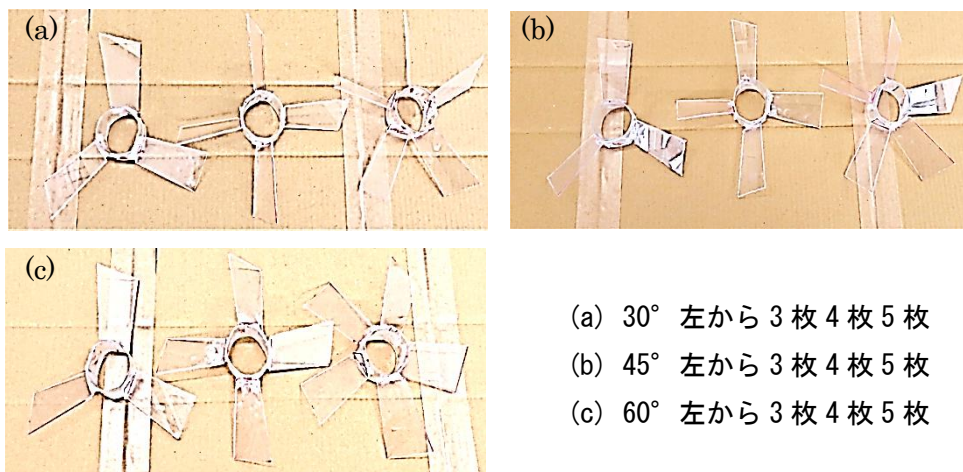 (a)
(b)
(c)
(a) 30° 左から 3 枚 4 枚 5 枚
(b) 45° 左から 3 枚 4 枚 5 枚
(c) 60° 左から 3 枚 4 枚 5 枚